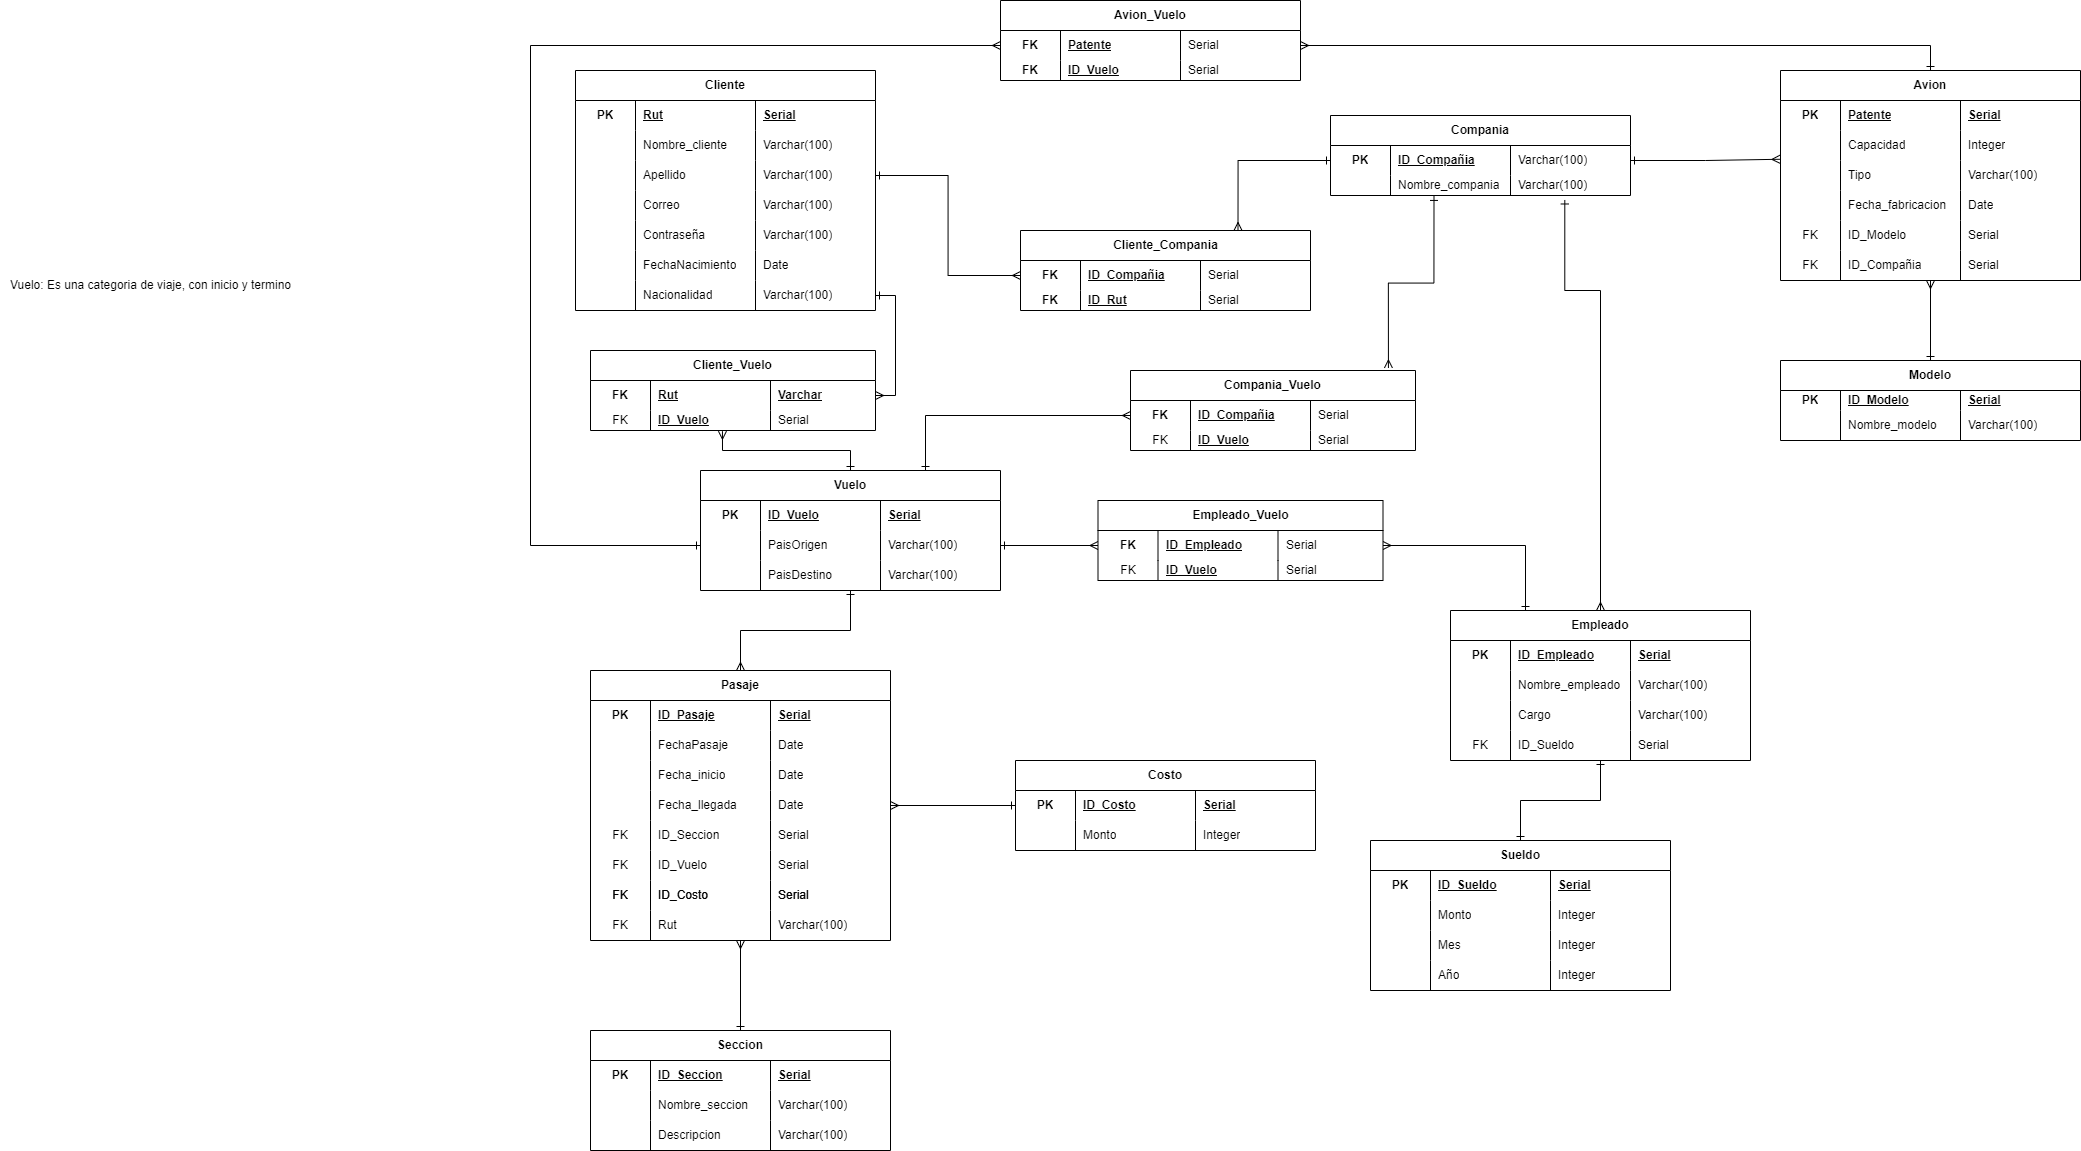 Vuelo: Es una categoria de viaje, con inicio y termino
Avion_Vuelo
FK Patente Serial
FK ID_Vuelo Serial
Cliente
PK Rut Serial
Nombre_cliente Varchar(100)
Apellido Varchar(100)
Correo Varchar(100)
Contraseña Varchar(100)
FechaNacimiento Date
Nacionalidad Varchar(100)
Compania
PK ID_Compañia Varchar(100)
Nombre_compania Varchar(100)
Avion
PK Patente Serial
Capacidad Integer
Tipo Varchar(100)
Fecha_fabricacion Date
FK ID_Modelo Serial
FK ID_Compañia Serial
Cliente_Compania
FK ID_Compañia Serial
FK ID_Rut Serial
Cliente_Vuelo
FK Rut Varchar
FK ID_Vuelo Serial
Compania_Vuelo
FK ID_Compañia Serial
FK ID_Vuelo Serial
Modelo
PK ID_Modelo Serial
Nombre_modelo Varchar(100)
Vuelo
PK ID_Vuelo Serial
PaisOrigen Varchar(100)
PaisDestino Varchar(100)
Empleado_Vuelo
FK ID_Empleado Serial
FK ID_Vuelo Serial
Empleado
PK ID_Empleado Serial
Nombre_empleado Varchar(100)
Cargo Varchar(100)
FK ID_Sueldo Serial
Pasaje
PK ID_Pasaje Serial
FechaPasaje Date
Fecha_inicio Date
Fecha_llegada Date
FK ID_Seccion Serial
FK ID_Vuelo Serial
FK ID_Costo Serial
FK Rut Varchar(100)
Costo
PK ID_Costo Serial
Monto Integer
Sueldo
PK ID_Sueldo Serial
Monto Integer
Mes Integer
Año Integer
Seccion
PK ID_Seccion Serial
Nombre_seccion Varchar(100)
Descripcion Varchar(100)